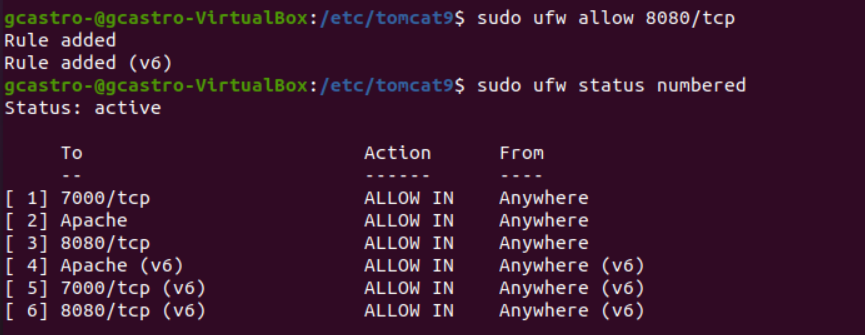 gcastro-@gcastro-VirtualBox:/etc/tomcat9$ sudo ufw allow 8080/tcp
Rule added
Rule added (v6)
gcastro-@gcastro-VirtualBox:/etc/tomcat9$ sudo ufw status numbered
Status: active

     To                         Action      From
     --                         ------      ----
[ 1] 7000/tcp                   ALLOW IN    Anywhere
[ 2] Apache                     ALLOW IN    Anywhere
[ 3] 8080/tcp                   ALLOW IN    Anywhere
[ 4] Apache (v6)                ALLOW IN    Anywhere (v6)
[ 5] 7000/tcp (v6)              ALLOW IN    Anywhere (v6)
[ 6] 8080/tcp (v6)              ALLOW IN    Anywhere (v6)